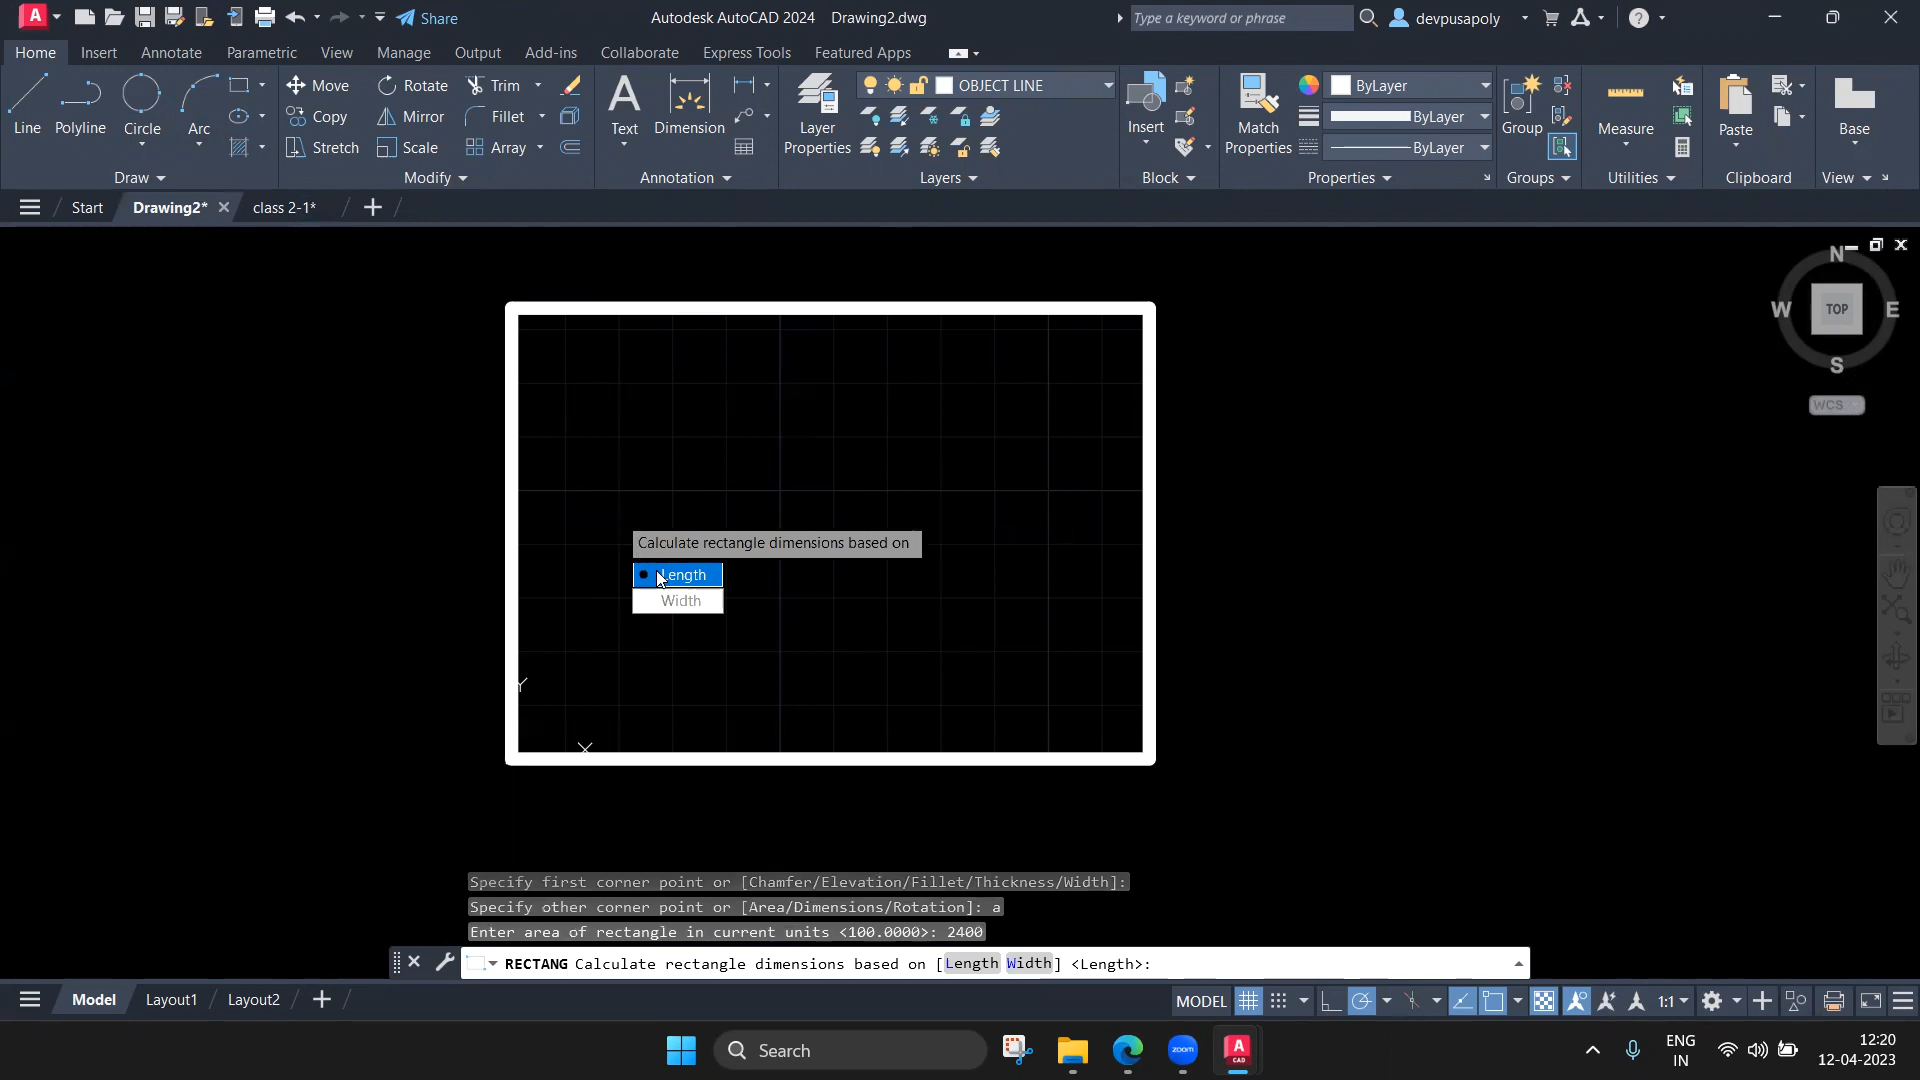 Share
Autodesk AutoCAD 2024 Drawing2.dwg
Type a keyword or phrase
devpusapoly
Home Insert Annotate Parametric View Manage Output Add-ins Collaborate Express Tools Featured Apps
Line Polyline Circle Arc
Move Rotate Trim
Copy Mirror Fillet
Stretch Scale Array
Text Dimension
Layer Properties
OBJECT LINE
Insert
Match Properties
ByLayer
ByLayer
ByLayer
Group
Measure
Paste
Base
Draw Modify Annotation Layers Block Properties Groups Utilities Clipboard View
Start Drawing2* class 2-1*
N
W TOP E
S
WCS
Calculate rectangle dimensions based on
Length
Width
Y
X
Specify first corner point or [Chamfer/Elevation/Fillet/Thickness/Width]:
Specify other corner point or [Area/Dimensions/Rotation]: a
Enter area of rectangle in current units <100.0000>: 2400
RECTANG Calculate rectangle dimensions based on [Length Width] <Length>:
Model Layout1 Layout2
MODEL 1:1
Search
zoom
A CAD
ENG IN
12:20
12-04-2023